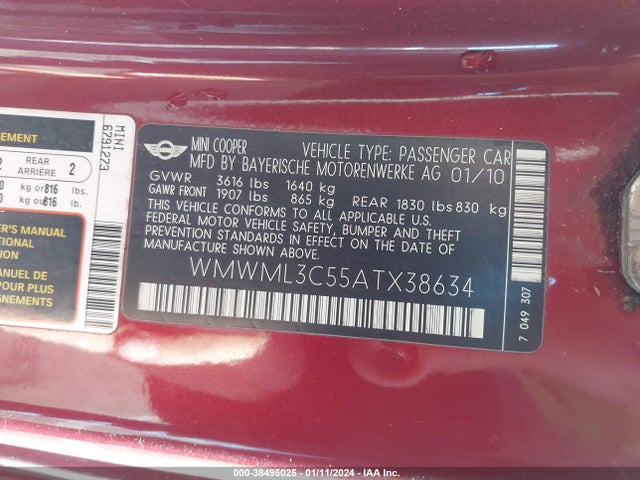 EMENT
REAR
ARRIÈRE 2
kg or 816 lbs.
kg ou 816 lb.
R'S MANUAL
ITIONAL
TION
ANUEL DE
POUR PLUS
GNEMENTS
MINI
6791223
MINI COOPER VEHICLE TYPE: PASSENGER CAR
MFD BY BAYERISCHE MOTORENWERKE AG 01/10
GVWR 3616 lbs 1640 kg
GAWR FRONT 1907 lbs 865 kg REAR 1830 lbs 830 kg
THIS VEHICLE CONFORMS TO ALL APPLICABLE U.S.
FEDERAL MOTOR VEHICLE SAFETY, BUMPER AND THEFT
PREVENTION STANDARDS IN EFFECT ON THE DATE OF
MANUFACTURE SHOWN ABOVE.
WMWML3C55ATX38634
7 049 307
000-38495025 - 01/11/2024 - IAA Inc.